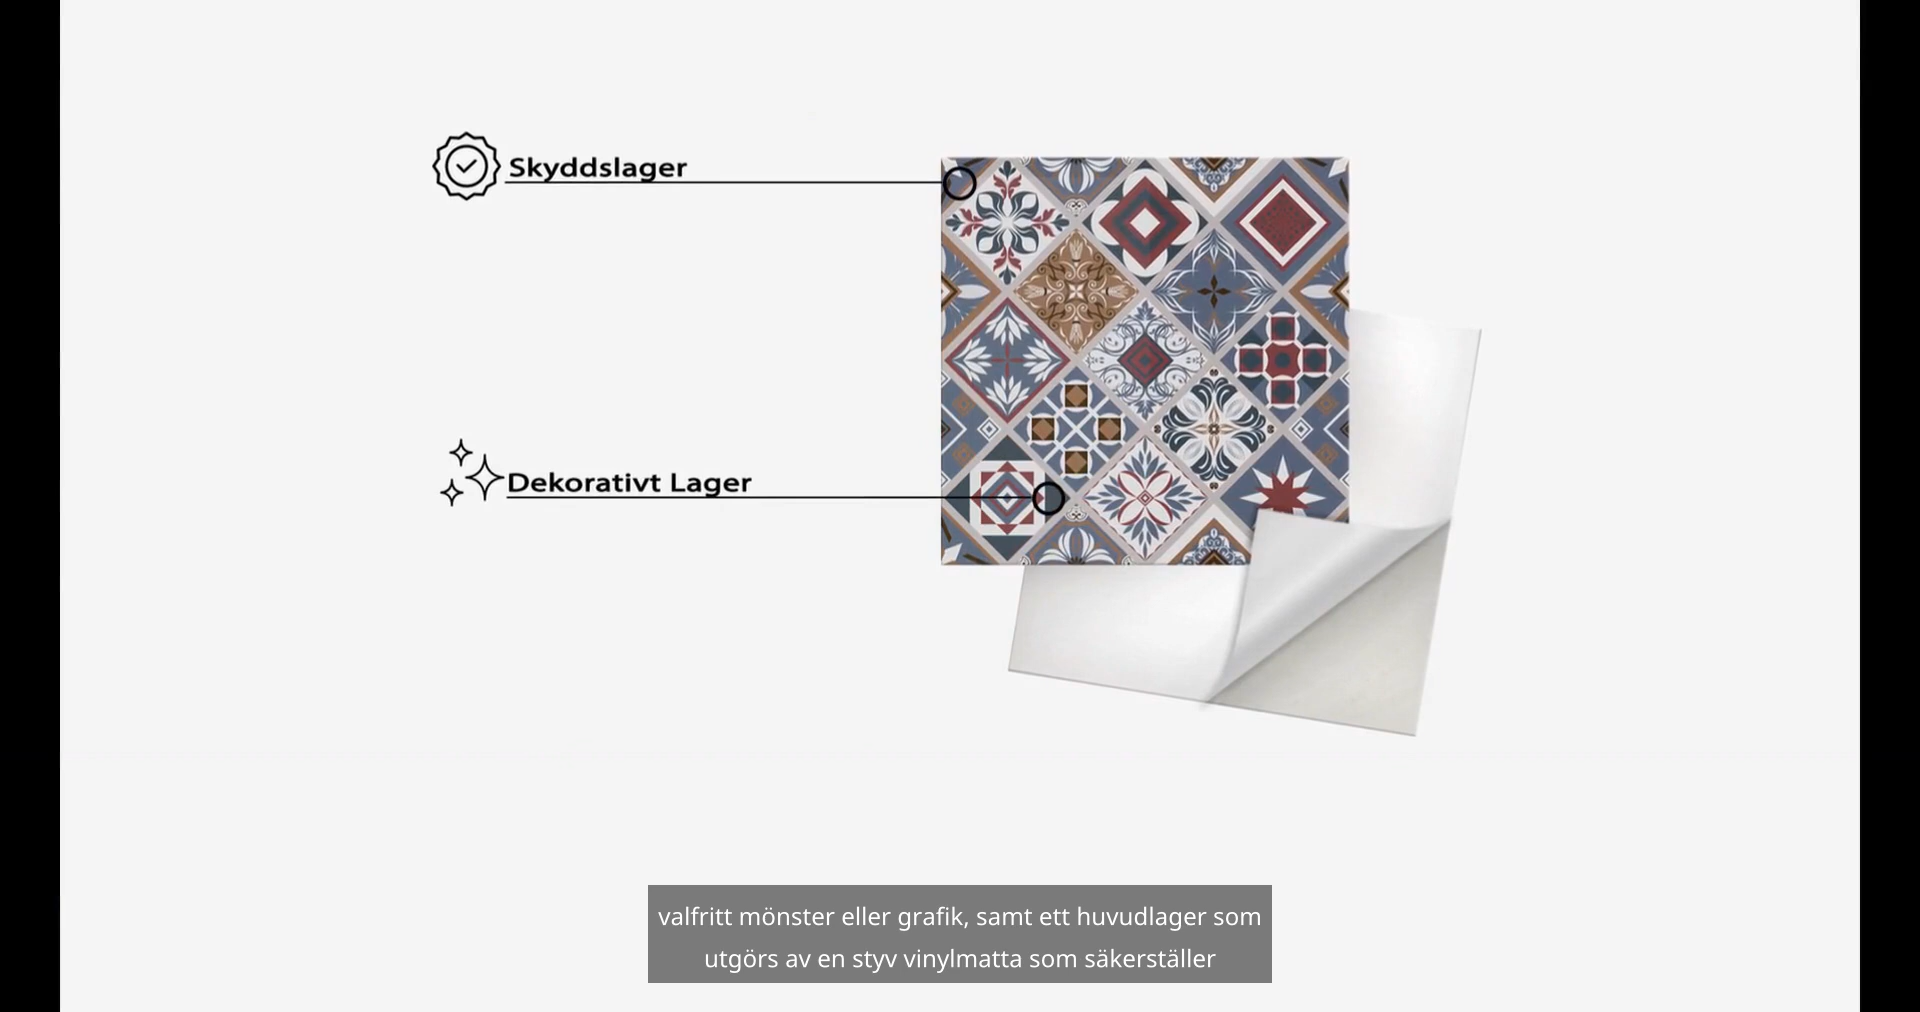 Skyddslager
Dekorativt Lager
valfritt mönster eller grafik, samt ett huvudlager som
utgörs av en styv vinylmatta som säkerställer